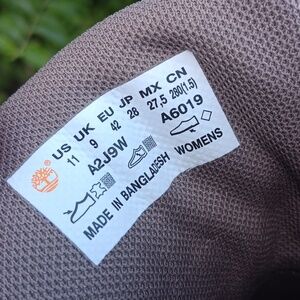 US UK EU JP MX CN
11 9 42 28 27,5 280(1.5)
A2J9W A6019
MADE IN BANGLADESH WOMENS